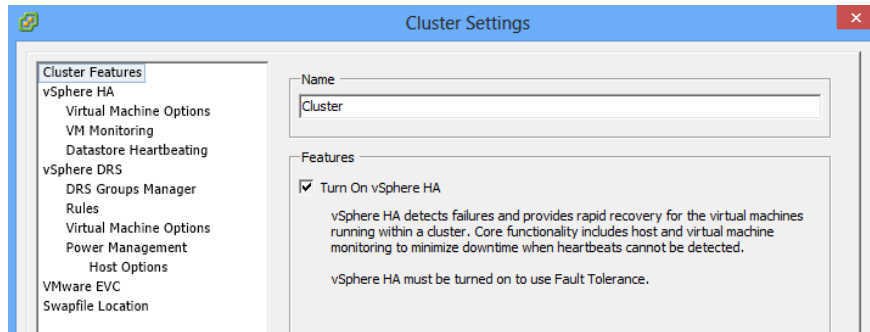 Cluster Settings
Cluster Features
vSphere HA
Virtual Machine Options
VM Monitoring
Datastore Heartbeating
vSphere DRS
DRS Groups Manager
Rules
Virtual Machine Options
Power Management
Host Options
VMware EVC
Swapfile Location
Name
Cluster
Features
Turn On vSphere HA
vSphere HA detects failures and provides rapid recovery for the virtual machines
running within a cluster. Core functionality includes host and virtual machine
monitoring to minimize downtime when heartbeats cannot be detected.
vSphere HA must be turned on to use Fault Tolerance.